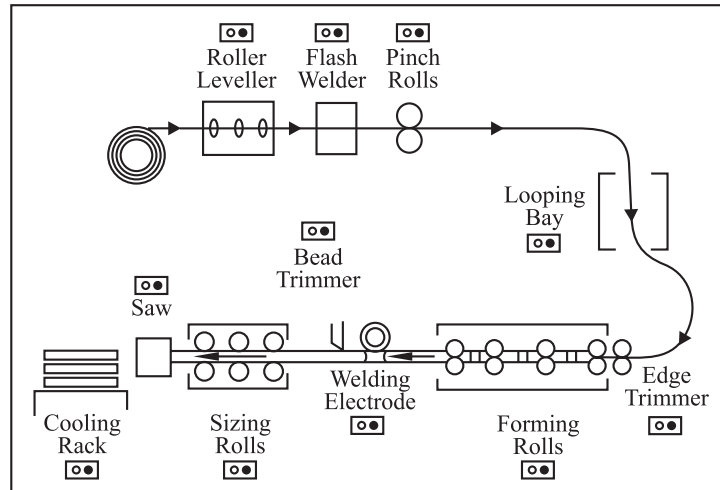 Roller
Leveller
Flash
Welder
Pinch
Rolls
Looping
Bay
Bead
Trimmer
Saw
Welding
Electrode
Edge
Trimmer
Cooling
Rack
Sizing
Rolls
Forming
Rolls